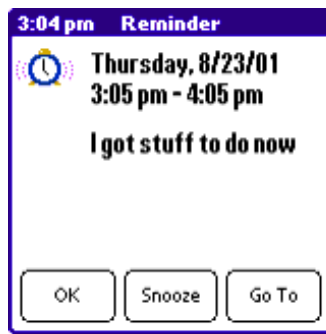 3:04 pm Reminder
Thursday, 8/23/01
3:05 pm - 4:05 pm
I got stuff to do now
OK Snooze Go To